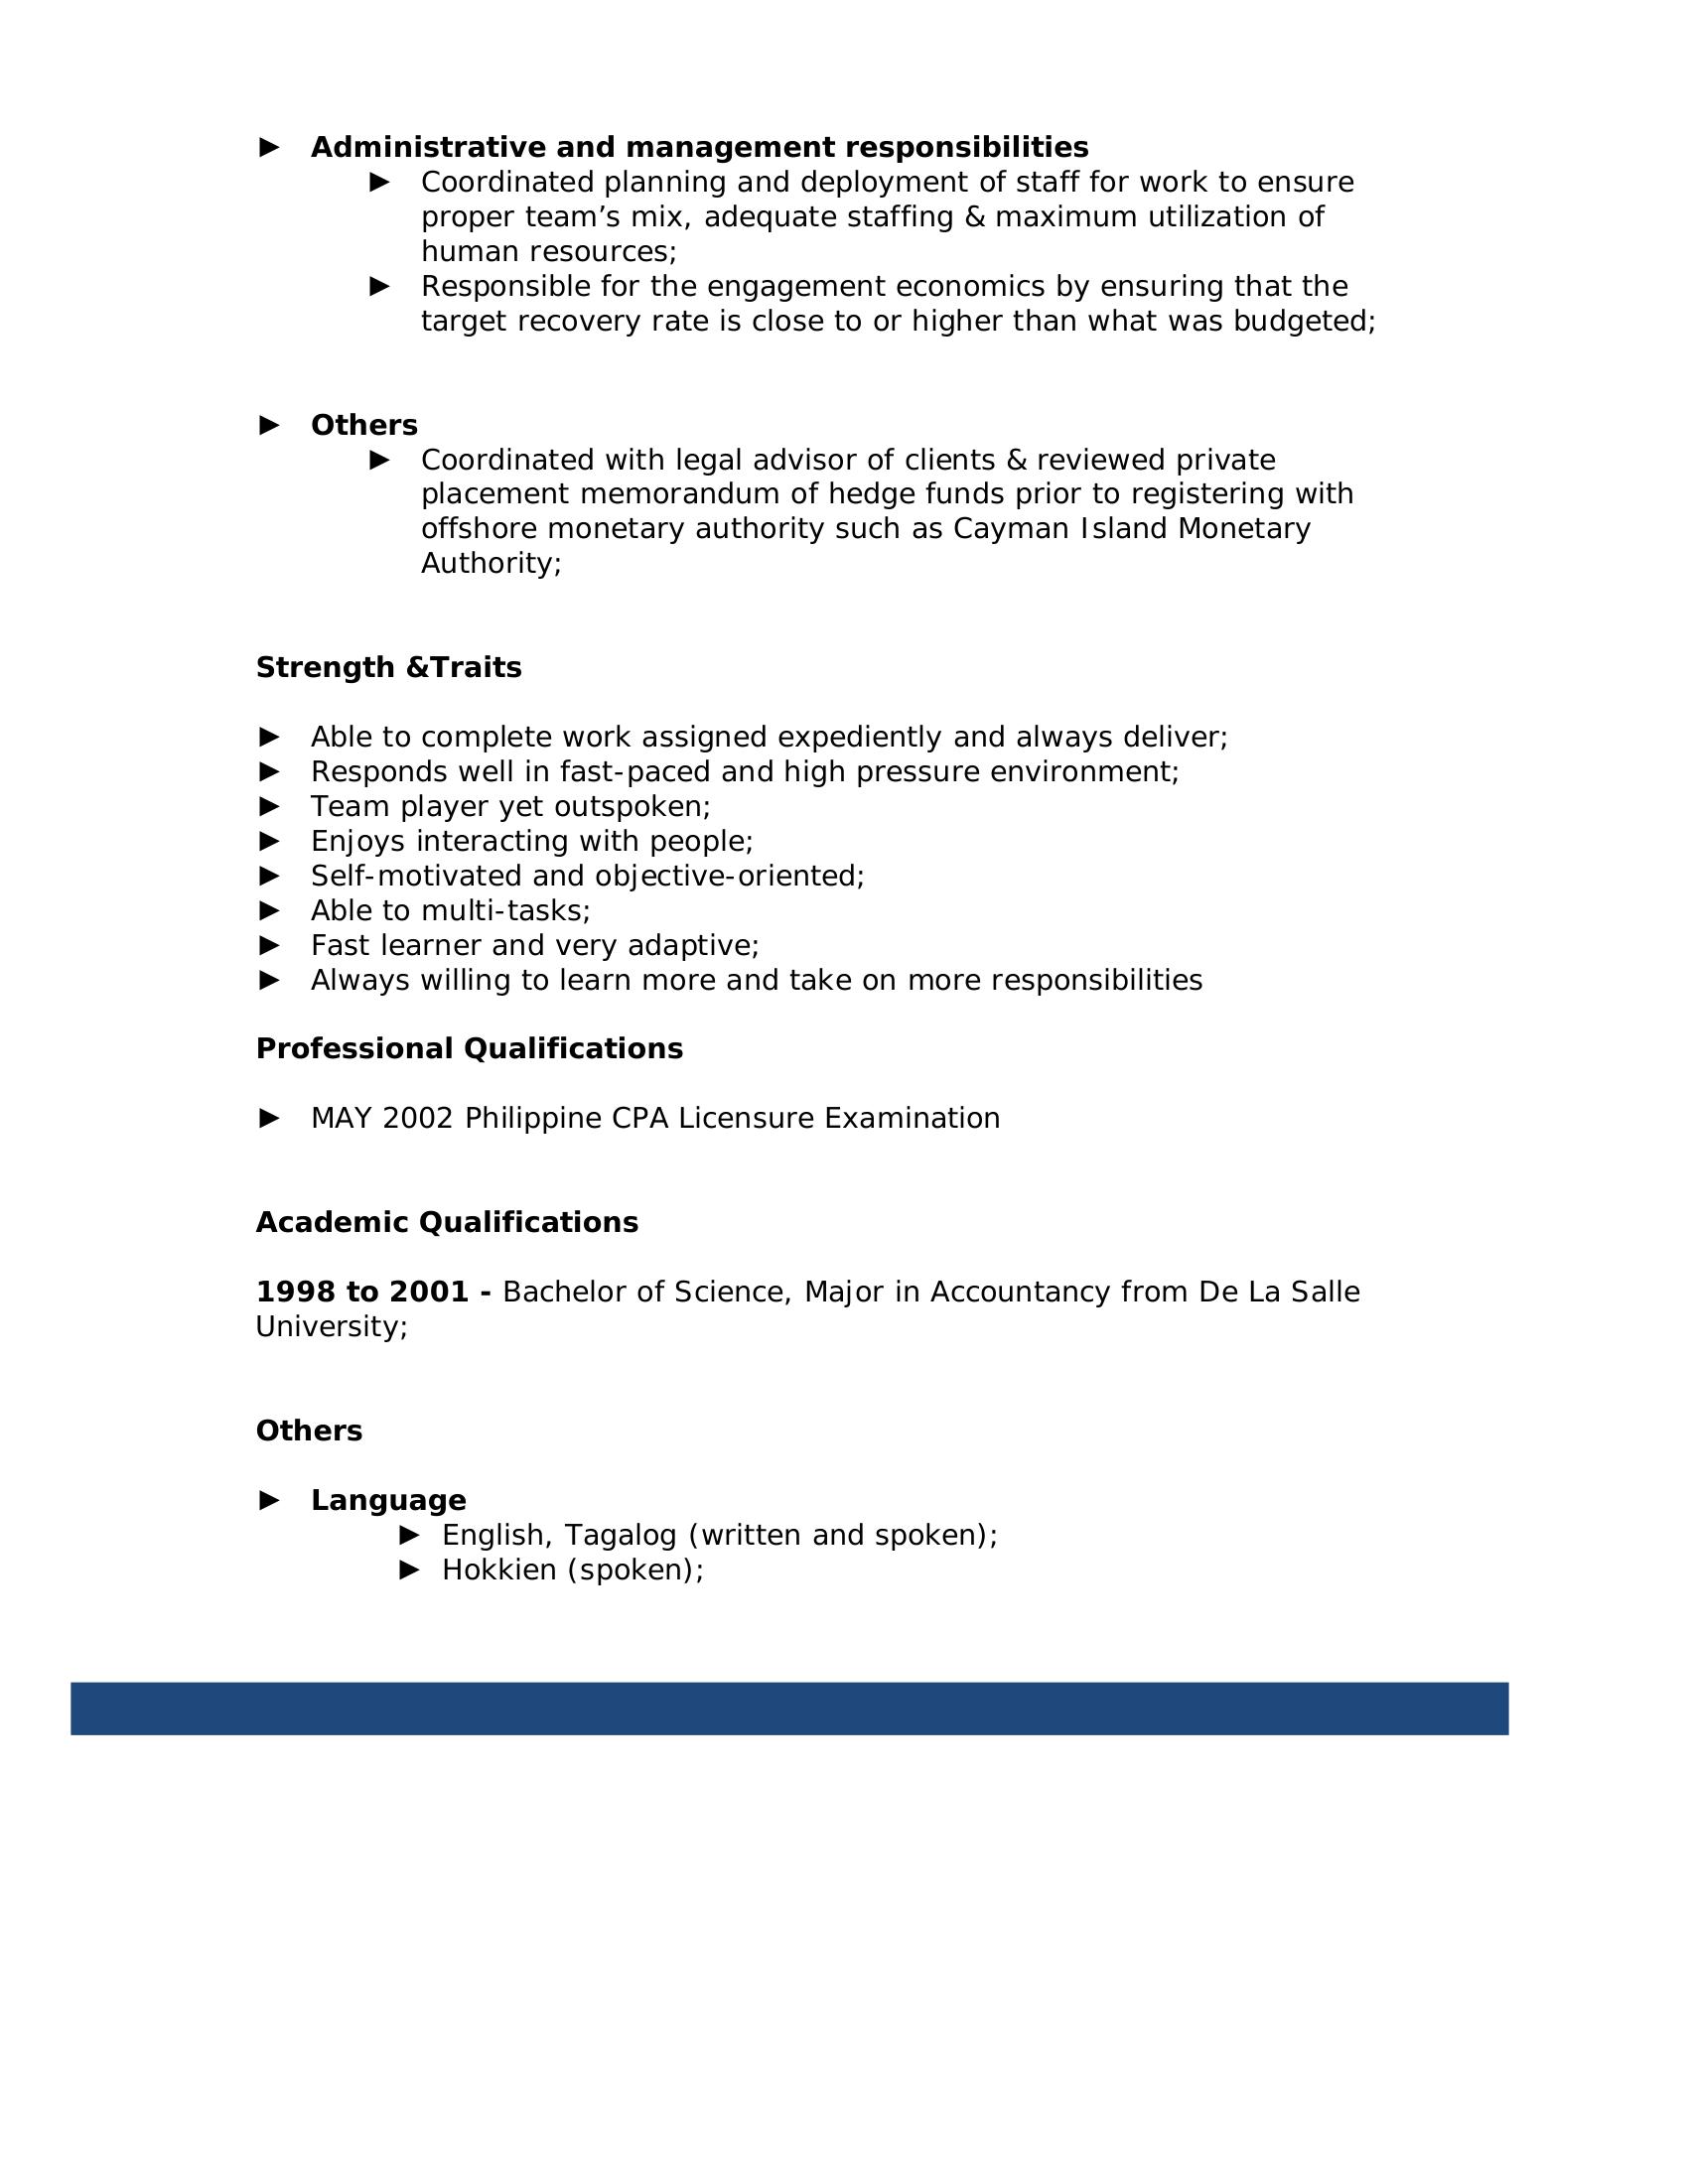 ► Administrative and management responsibilities
► Coordinated planning and deployment of staff for work to ensure
proper team’s mix, adequate staffing & maximum utilization of
human resources;
► Responsible for the engagement economics by ensuring that the
target recovery rate is close to or higher than what was budgeted;
► Others
► Coordinated with legal advisor of clients & reviewed private
placement memorandum of hedge funds prior to registering with
offshore monetary authority such as Cayman Island Monetary
Authority;
Strength &Traits
► Able to complete work assigned expediently and always deliver;
► Responds well in fast-paced and high pressure environment;
► Team player yet outspoken;
► Enjoys interacting with people;
► Self-motivated and objective-oriented;
► Able to multi-tasks;
► Fast learner and very adaptive;
► Always willing to learn more and take on more responsibilities
Professional Qualifications
► MAY 2002 Philippine CPA Licensure Examination
Academic Qualifications
1998 to 2001 - Bachelor of Science, Major in Accountancy from De La Salle
University;
Others
► Language
► English, Tagalog (written and spoken);
► Hokkien (spoken);